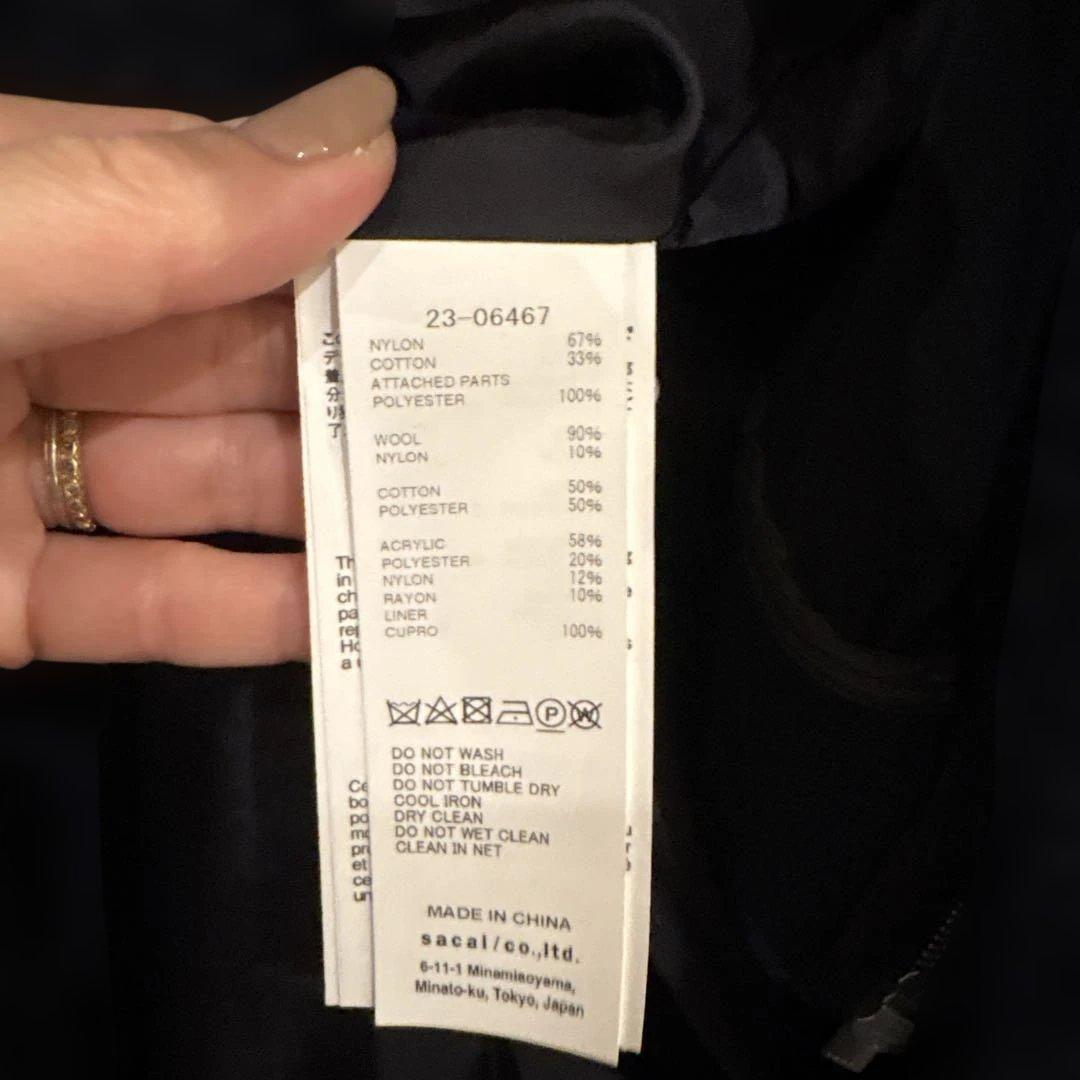 23-06467
NYLON 67%
COTTON 33%
ATTACHED PARTS
POLYESTER 100%
WOOL 90%
NYLON 10%
COTTON 50%
POLYESTER 50%
ACRYLIC 58%
POLYESTER 20%
NYLON 12%
RAYON 10%
LINER
CUPRO 100%
P W
DO NOT WASH
DO NOT BLEACH
DO NOT TUMBLE DRY
COOL IRON
DRY CLEAN
DO NOT WET CLEAN
CLEAN IN NET
MADE IN CHINA
sacai/co.,ltd.
6-11-1 Minamiaoyama,
Minato-ku, Tokyo, Japan